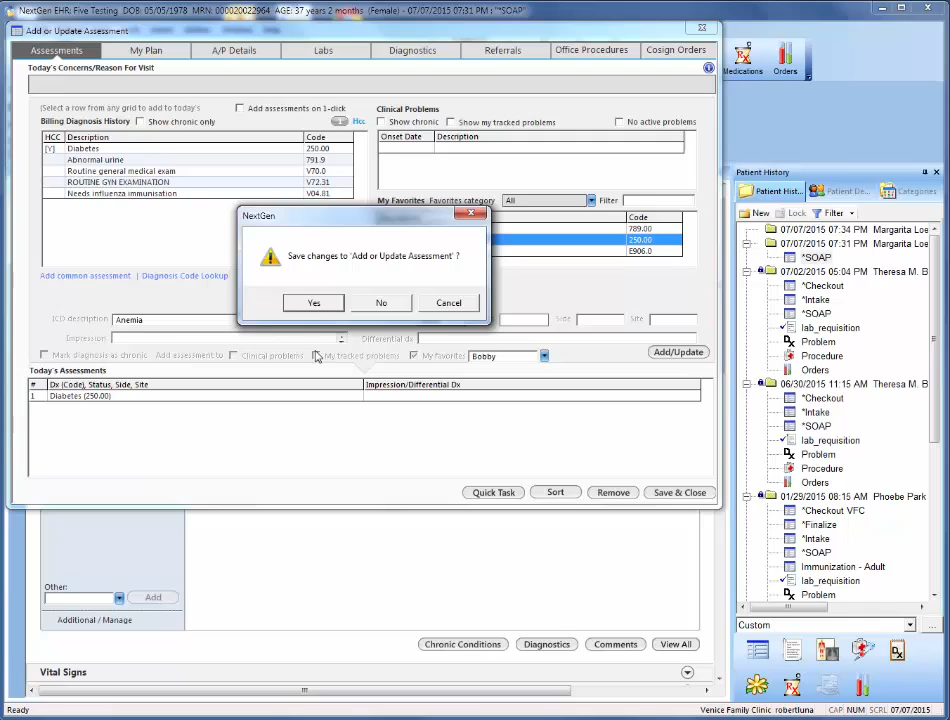 NextGen EHR: Five Testing DOB: 05/05/1978 MRN: 000020022964 AGE: 37 years 2 months (Female) - 07/07/2015 07:31 PM : "*SOAP"
Add or Update Assessment
Assessments
My Plan
A/P Details
Labs
Diagnostics
Referrals
Office Procedures
Cosign Orders
Medications
Orders
Today's Concerns/Reason For Visit
(Select a row from any grid to add to today's
Add assessments on 1-click
Billing Diagnosis History
Show chronic only
Hcc
HCC Description Code
[Y] Diabetes 250.00
Abnormal urine 791.9
Routine general medical exam V70.0
ROUTINE GYN EXAMINATION V72.31
Needs influenza immunisation V04.81
Clinical Problems
Show chronic
Show my tracked problems
No active problems
Onset Date Description
My Favorites Favorites category All Filter
Code
789.00
250.00
E906.0
NextGen
Save changes to 'Add or Update Assessment' ?
Yes
No
Cancel
Add common assessment | Diagnosis Code Lookup
ICD description Anemia
Side
Site
Impression:
Differential dx
Mark diagnosis as chronic Add assessment to Clinical problems My tracked problems My favorites Bobby
Add/Update
Today's Assessments
# Dx (Code), Status, Side, Site Impression/Differential Dx
1 Diabetes (250.00)
Quick Task
Sort
Remove
Save & Close
Other:
Add
Additional / Manage
Chronic Conditions
Diagnostics
Comments
View All
Vital Signs
Patient History
Patient Hist...
Patient De...
Categories
New Lock Filter
07/07/2015 07:34 PM Margarita Loe
07/07/2015 07:31 PM Margarita Loe
*SOAP
07/02/2015 05:04 PM Theresa M. B
*Checkout
*Intake
*SOAP
lab_requisition
Problem
Procedure
Orders
06/30/2015 11:15 AM Theresa M. B
*Checkout
*Intake
*SOAP
lab_requisition
Problem
Procedure
Orders
01/29/2015 08:15 AM Phoebe Park
*Checkout VFC
*Finalize
*Intake
*SOAP
Immunization - Adult
lab_requisition
Problem
Custom
...
Ready
Venice Family Clinic robertluna CAP NUM SCRL 07/07/2015